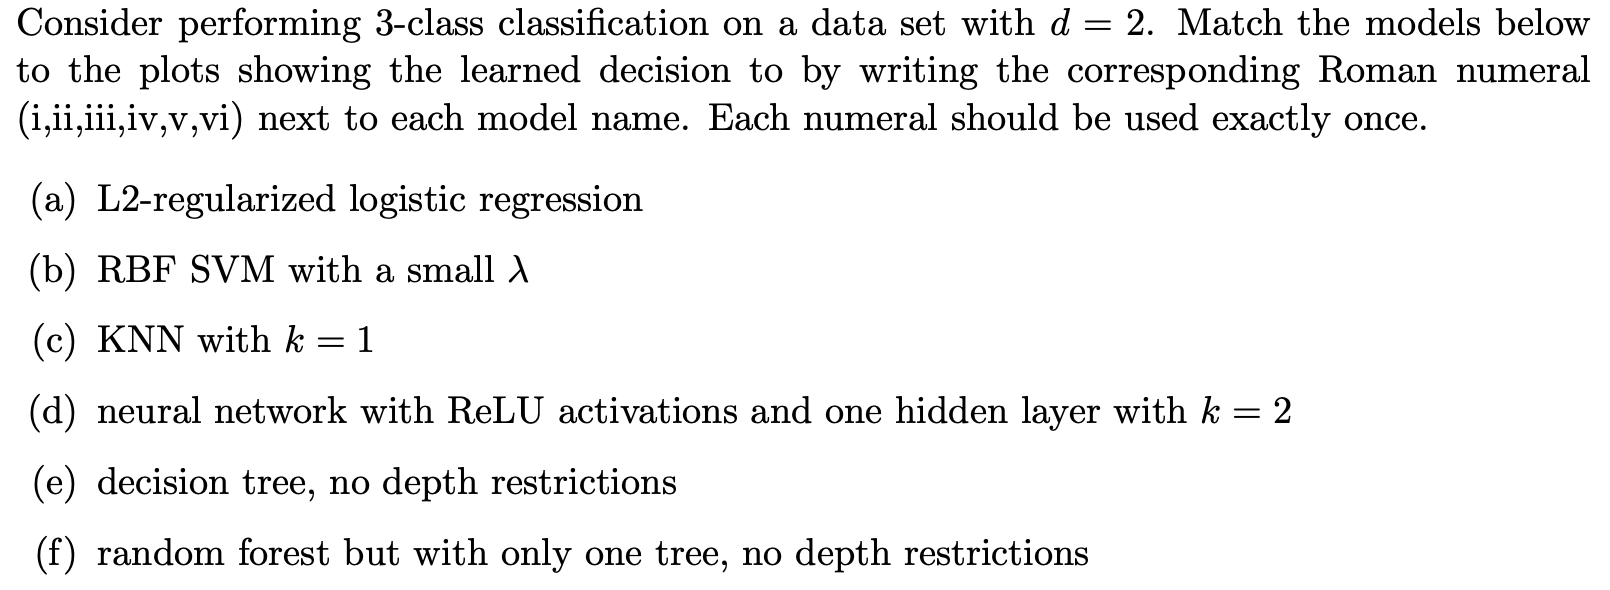 Consider performing 3-class classification on a data set with d = 2. Match the models below
to the plots showing the learned decision to by writing the corresponding Roman numeral
(i,ii,iii,iv,v,vi) next to each model name. Each numeral should be used exactly once.
(a) L2-regularized logistic regression
(b) RBF SVM with a small λ
(c) KNN with k = 1
(d) neural network with ReLU activations and one hidden layer with k = 2
(e) decision tree, no depth restrictions
(f) random forest but with only one tree, no depth restrictions